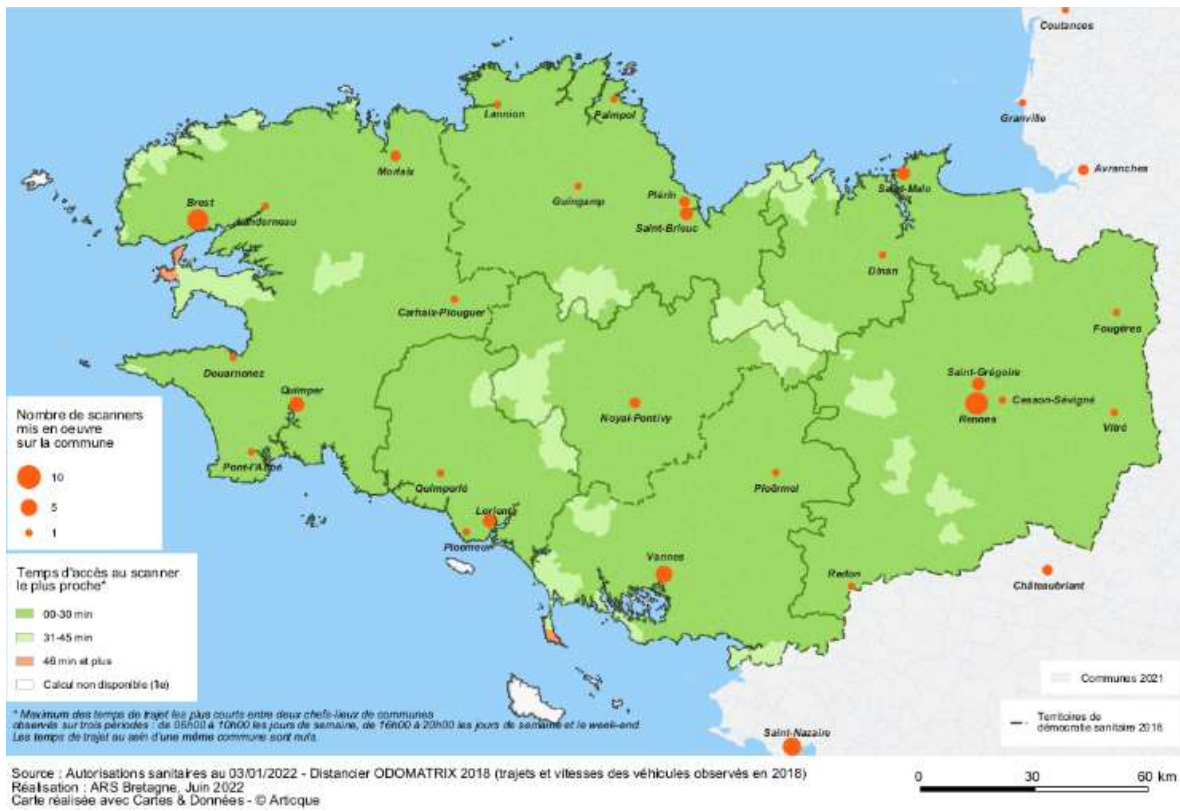 Coutances
Granville
Avranches
Lannion
Paimpol
Morlaix
Guingamp
Plérin
Saint-Brieuc
Saint-Malo
Brest
Landerneau
Dinan
Carhaix-Plouguer
Fougères
Douarnenez
Quimper
Saint-Grégoire
Cesson-Sévigné
Rennes
Vitré
Noyal-Pontivy
Pont-l'Abbé
Quimperlé
Ploërmel
Lorient
Ploemeur
Vannes
Redon
Châteaubriant
Saint-Nazaire
Nombre de scanners
mis en oeuvre
sur la commune
10
5
1
Temps d'accès au scanner
le plus proche*
00-30 min
31-45 min
46 min et plus
Calcul non disponible (île)
Communes 2021
Territoires de
démocratie sanitaire 2016
* Maximum des temps de trajet les plus courts entre deux chefs-lieux de communes
observés sur trois périodes : de 06h00 à 10h00 les jours de semaine, de 16h00 à 20h00 les jours de semaine et le week-end.
Les temps de trajet au sein d'une même commune sont nuls.
Source : Autorisations sanitaires au 03/01/2022 - Distancier ODOMATRIX 2018 (trajets et vitesses des véhicules observés en 2018)
Réalisation : ARS Bretagne, Juin 2022
Carte réalisée avec Cartes & Données - © Articque
0 30 60 km